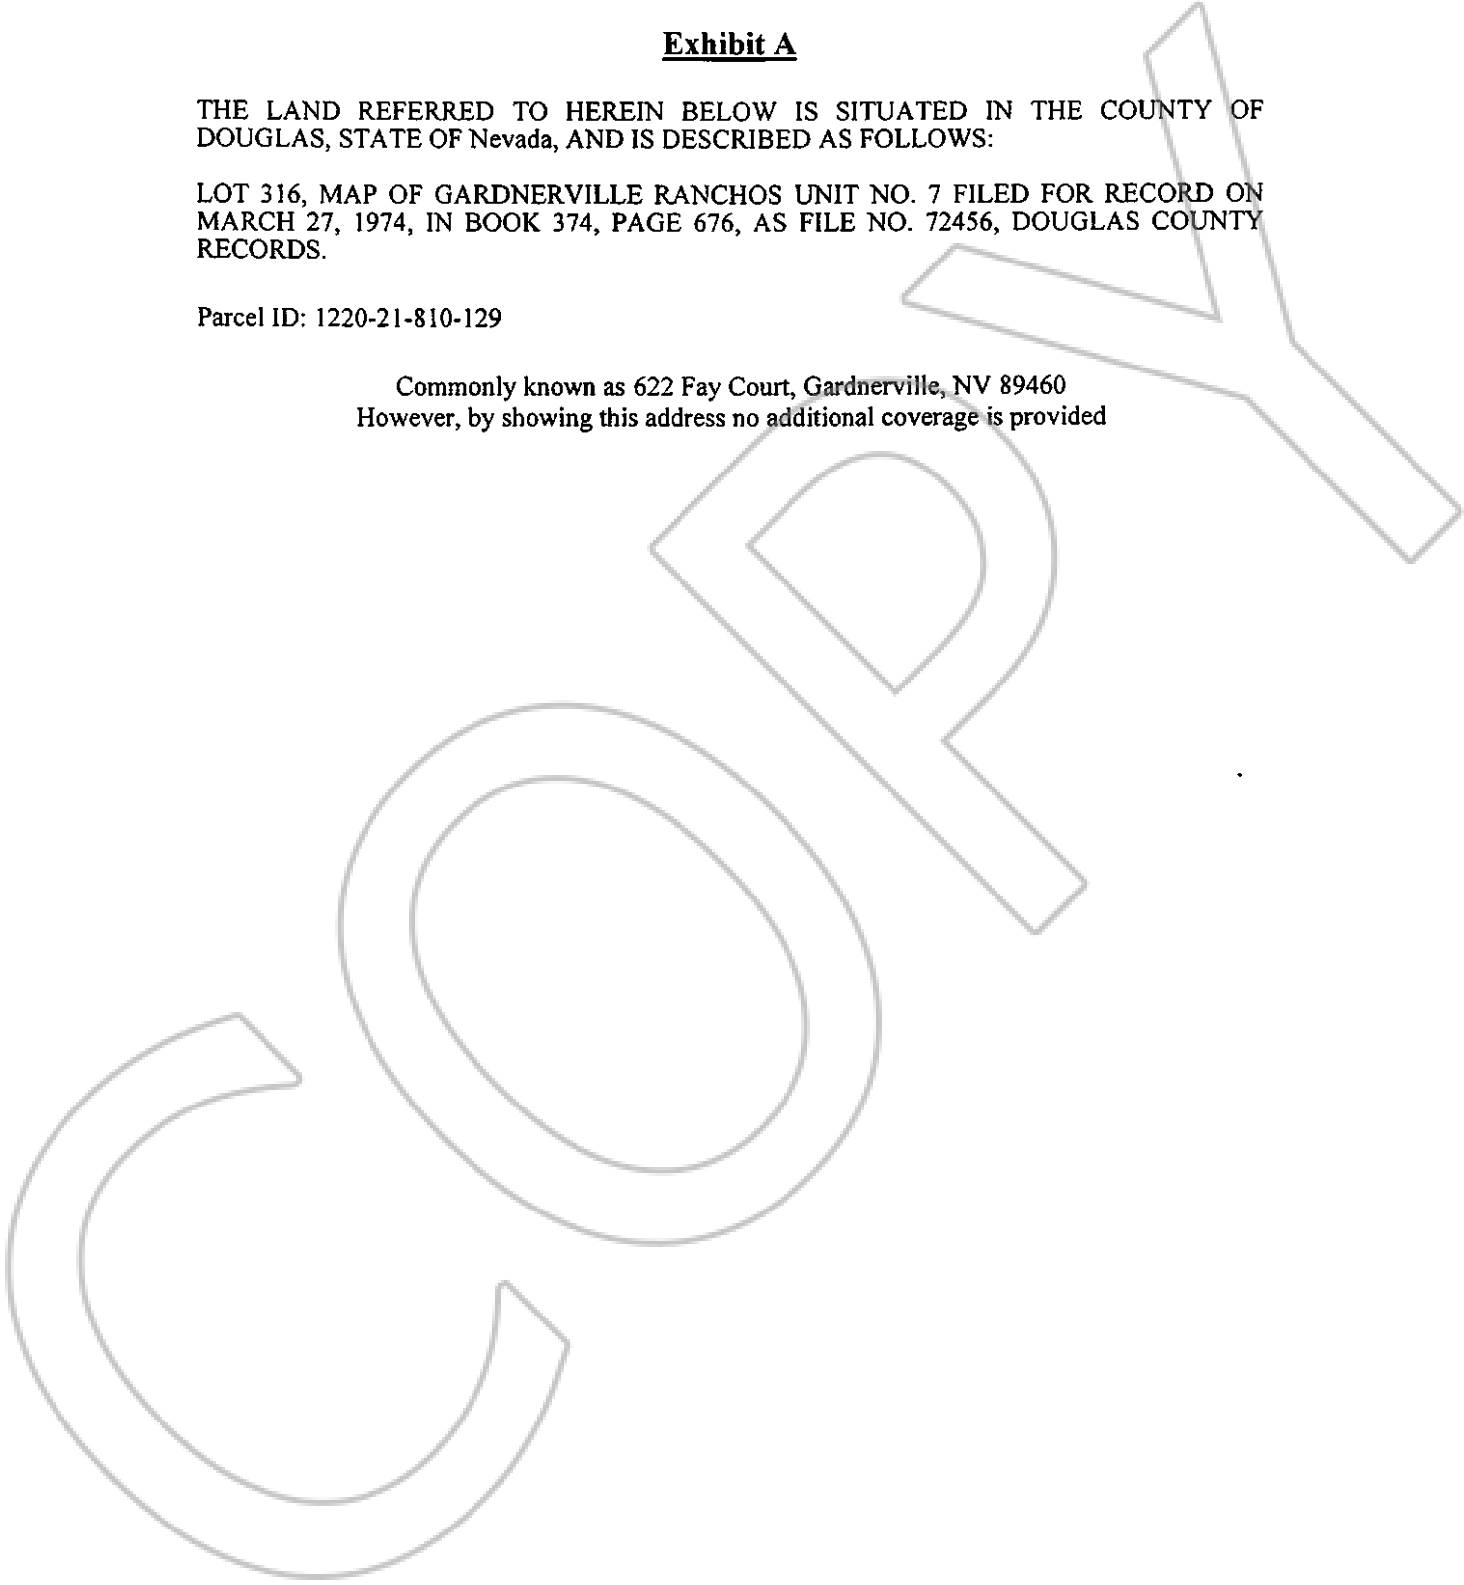 Exhibit A
THE LAND REFERRED TO HEREIN BELOW IS SITUATED IN THE COUNTY OF
DOUGLAS, STATE OF Nevada, AND IS DESCRIBED AS FOLLOWS:
LOT 316, MAP OF GARDNERVILLE RANCHOS UNIT NO. 7 FILED FOR RECORD ON
MARCH 27, 1974, IN BOOK 374, PAGE 676, AS FILE NO. 72456, DOUGLAS COUNTY
RECORDS.
Parcel ID: 1220-21-810-129
Commonly known as 622 Fay Court, Gardnerville, NV 89460
However, by showing this address no additional coverage is provided
COPY